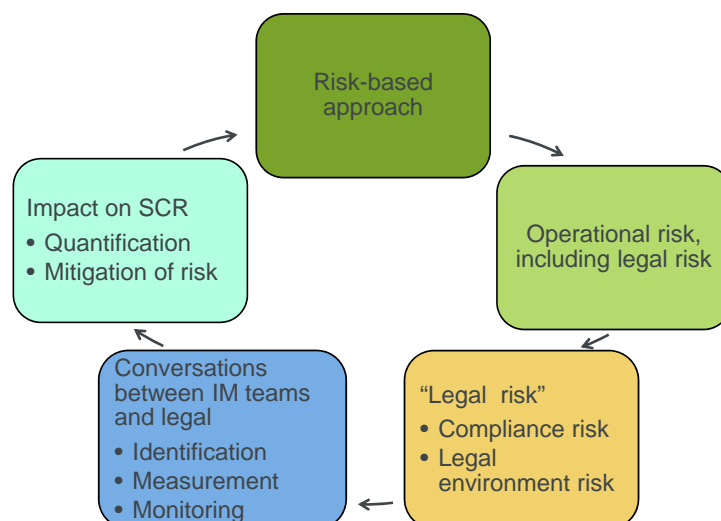 Risk-based
approach
Operational risk,
including legal risk
“Legal risk”
• Compliance risk
• Legal
environment risk
Conversations
between IM teams
and legal
• Identification
• Measurement
• Monitoring
Impact on SCR
• Quantification
• Mitigation of risk